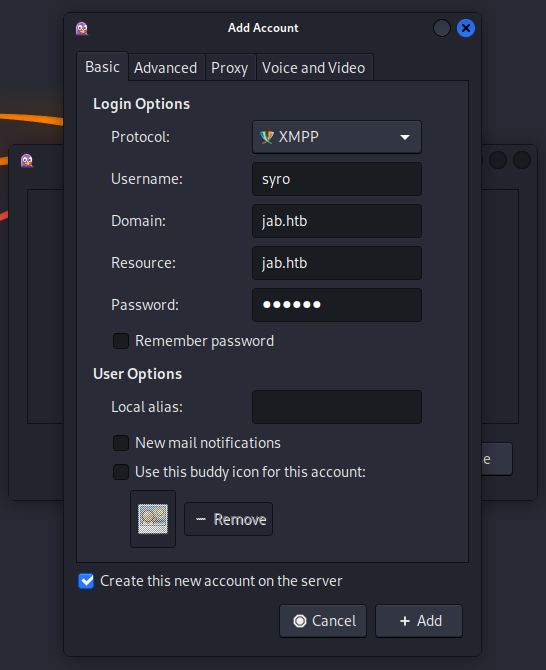 Add Account
Basic Advanced Proxy Voice and Video
Login Options
Protocol: XMPP
Username: syro
Domain: jab.htb
Resource: jab.htb
Password: ●●●●●●
Remember password
User Options
Local alias:
New mail notifications
Use this buddy icon for this account:
Remove
e
Create this new account on the server
Cancel Add